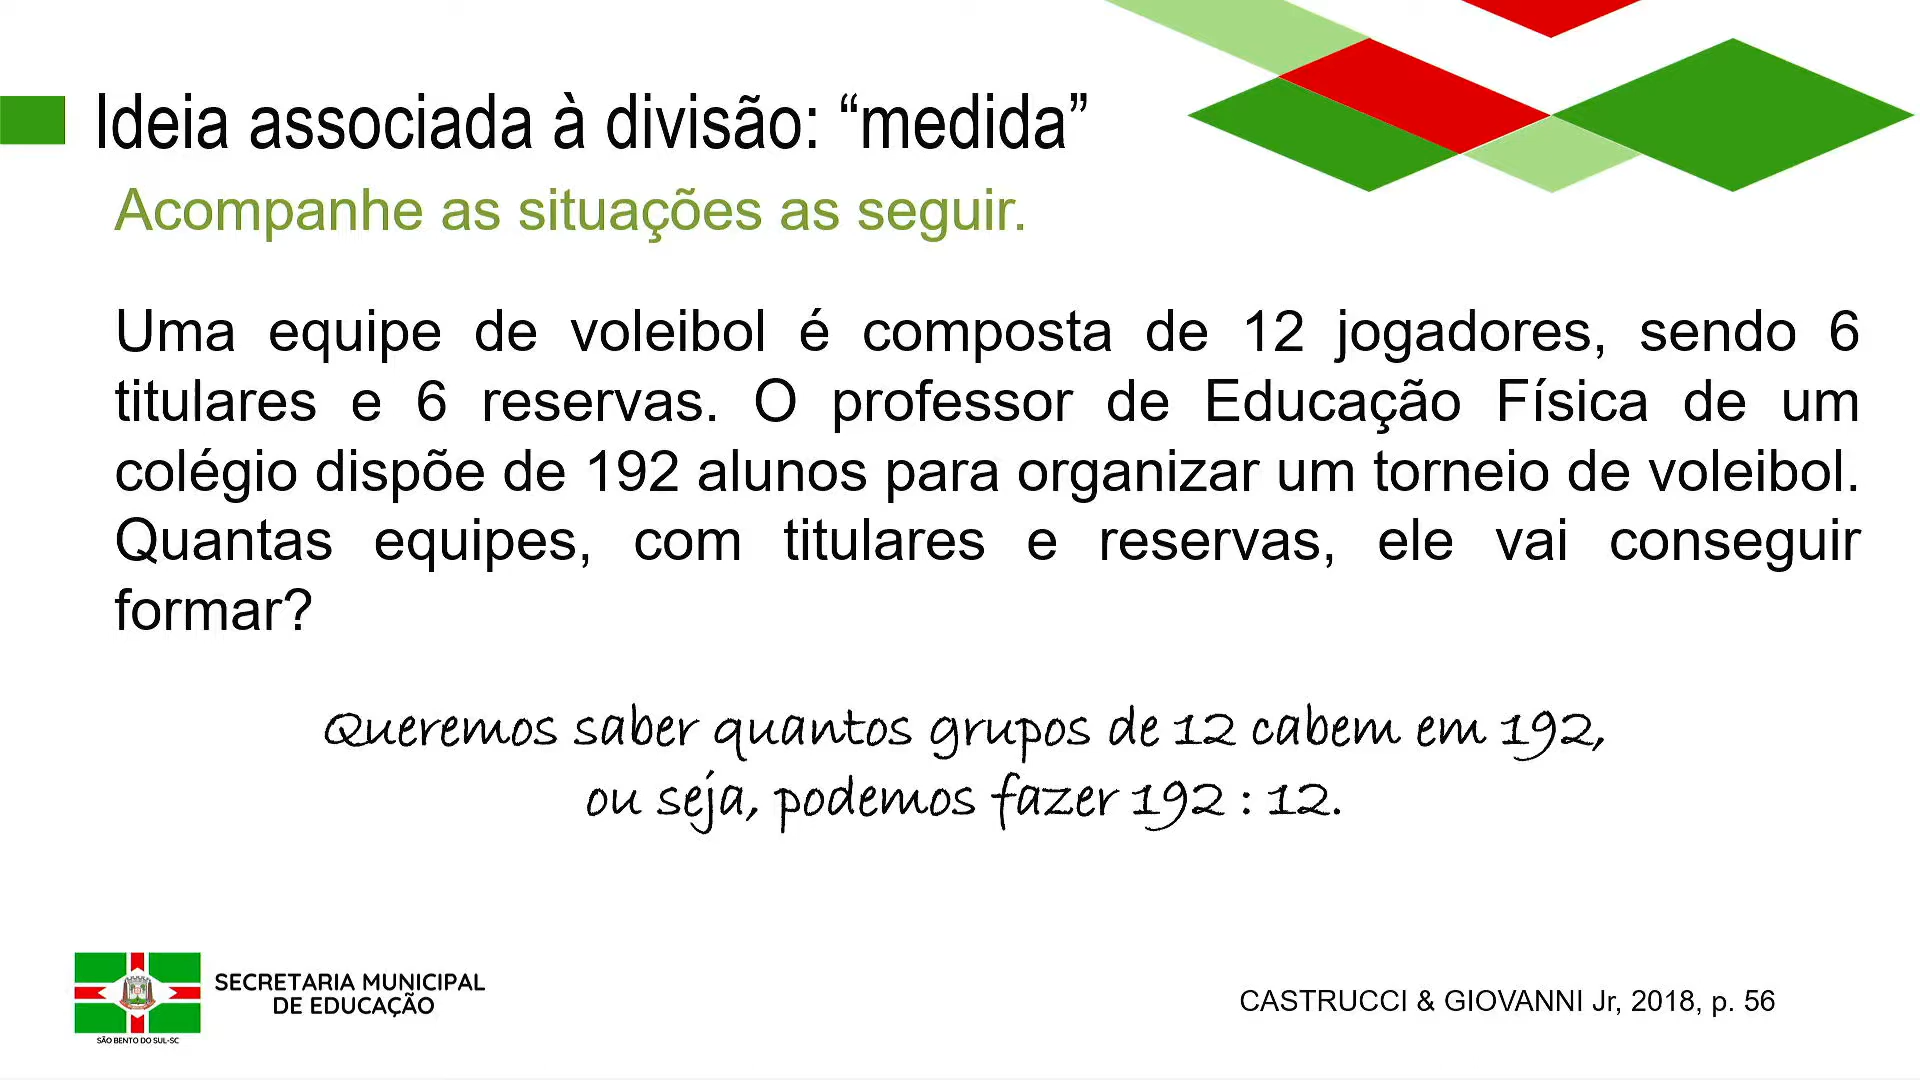 Ideia associada à divisão: “medida”
Acompanhe as situações as seguir.
Uma equipe de voleibol é composta de 12 jogadores, sendo 6
titulares e 6 reservas. O professor de Educação Física de um
colégio dispõe de 192 alunos para organizar um torneio de voleibol.
Quantas equipes, com titulares e reservas, ele vai conseguir
formar?
Queremos saber quantos grupos de 12 cabem em 192,
ou seja, podemos fazer 192 : 12.
SECRETARIA MUNICIPAL
DE EDUCAÇÃO
SÃO BENTO DO SUL-SC
CASTRUCCI & GIOVANNI Jr, 2018, p. 56